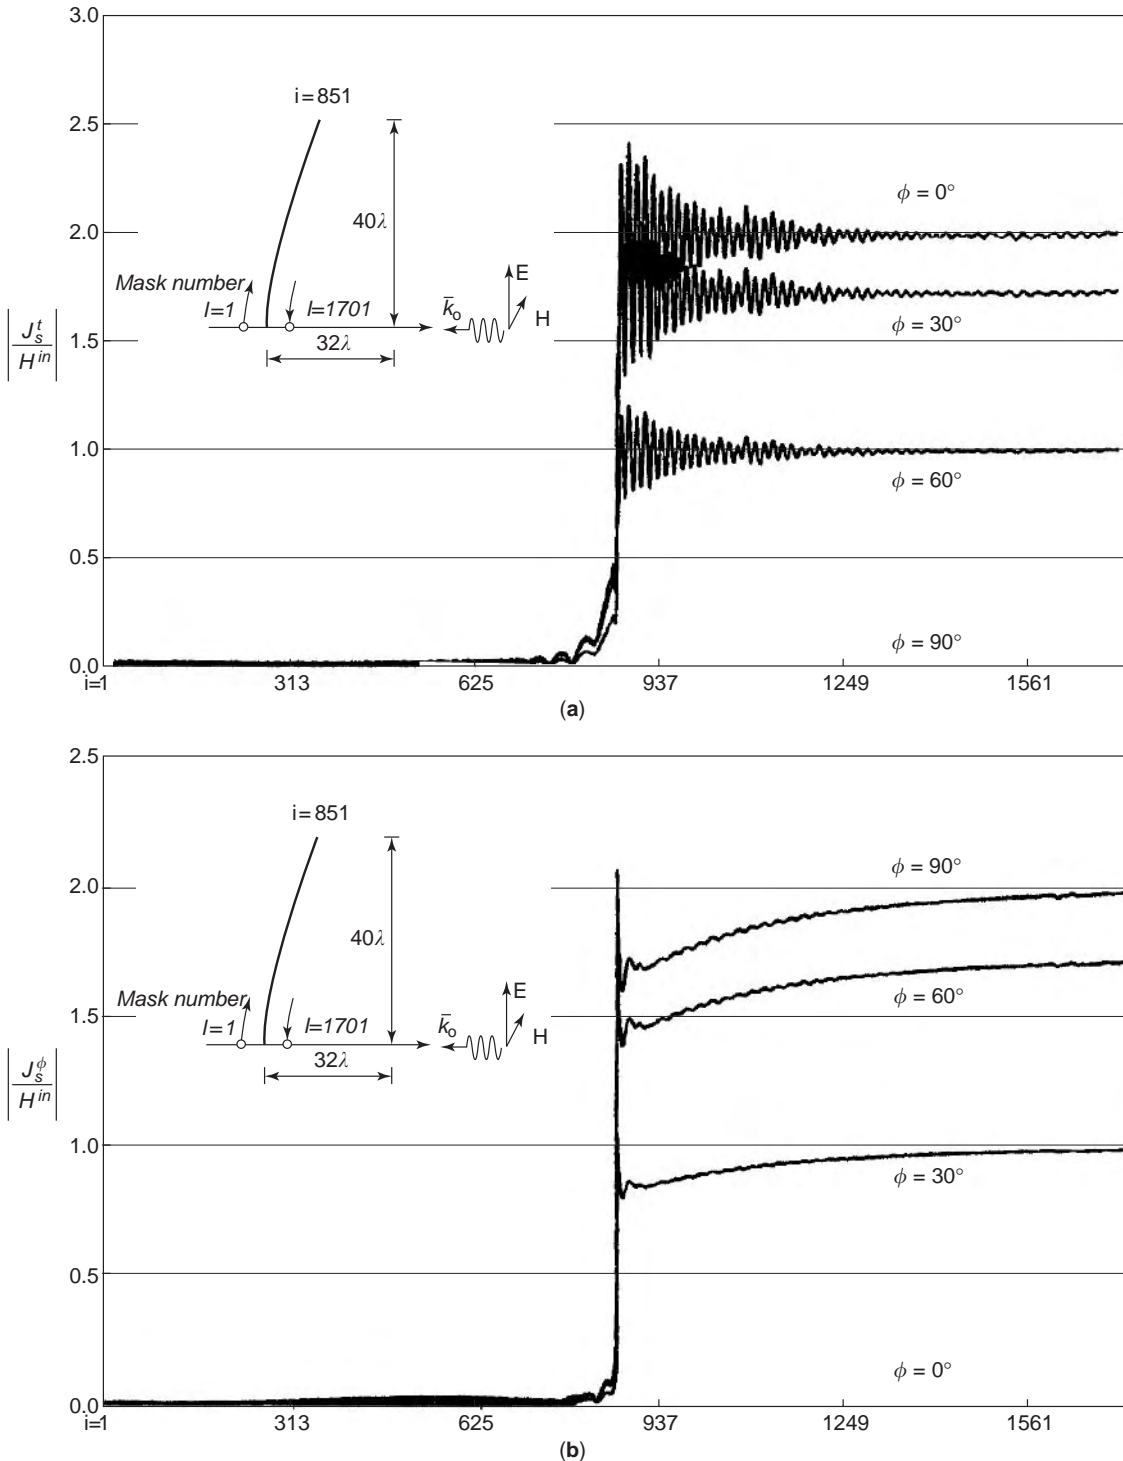 3.0
2.5
2.0
1.5
1.0
0.5
0.0
|J_s^t / H^in|
i=851
40λ
Mask number
I=1
I=1701
32λ
k̄_o
E
H
ϕ = 0°
ϕ = 30°
ϕ = 60°
ϕ = 90°
i=1 313 625 937 1249 1561
(a)
2.5
2.0
1.5
1.0
0.5
0.0
|J_s^ϕ / H^in|
i=851
40λ
Mask number
I=1
I=1701
32λ
k̄_o
E
H
ϕ = 90°
ϕ = 60°
ϕ = 30°
ϕ = 0°
i=1 313 625 937 1249 1561
(b)